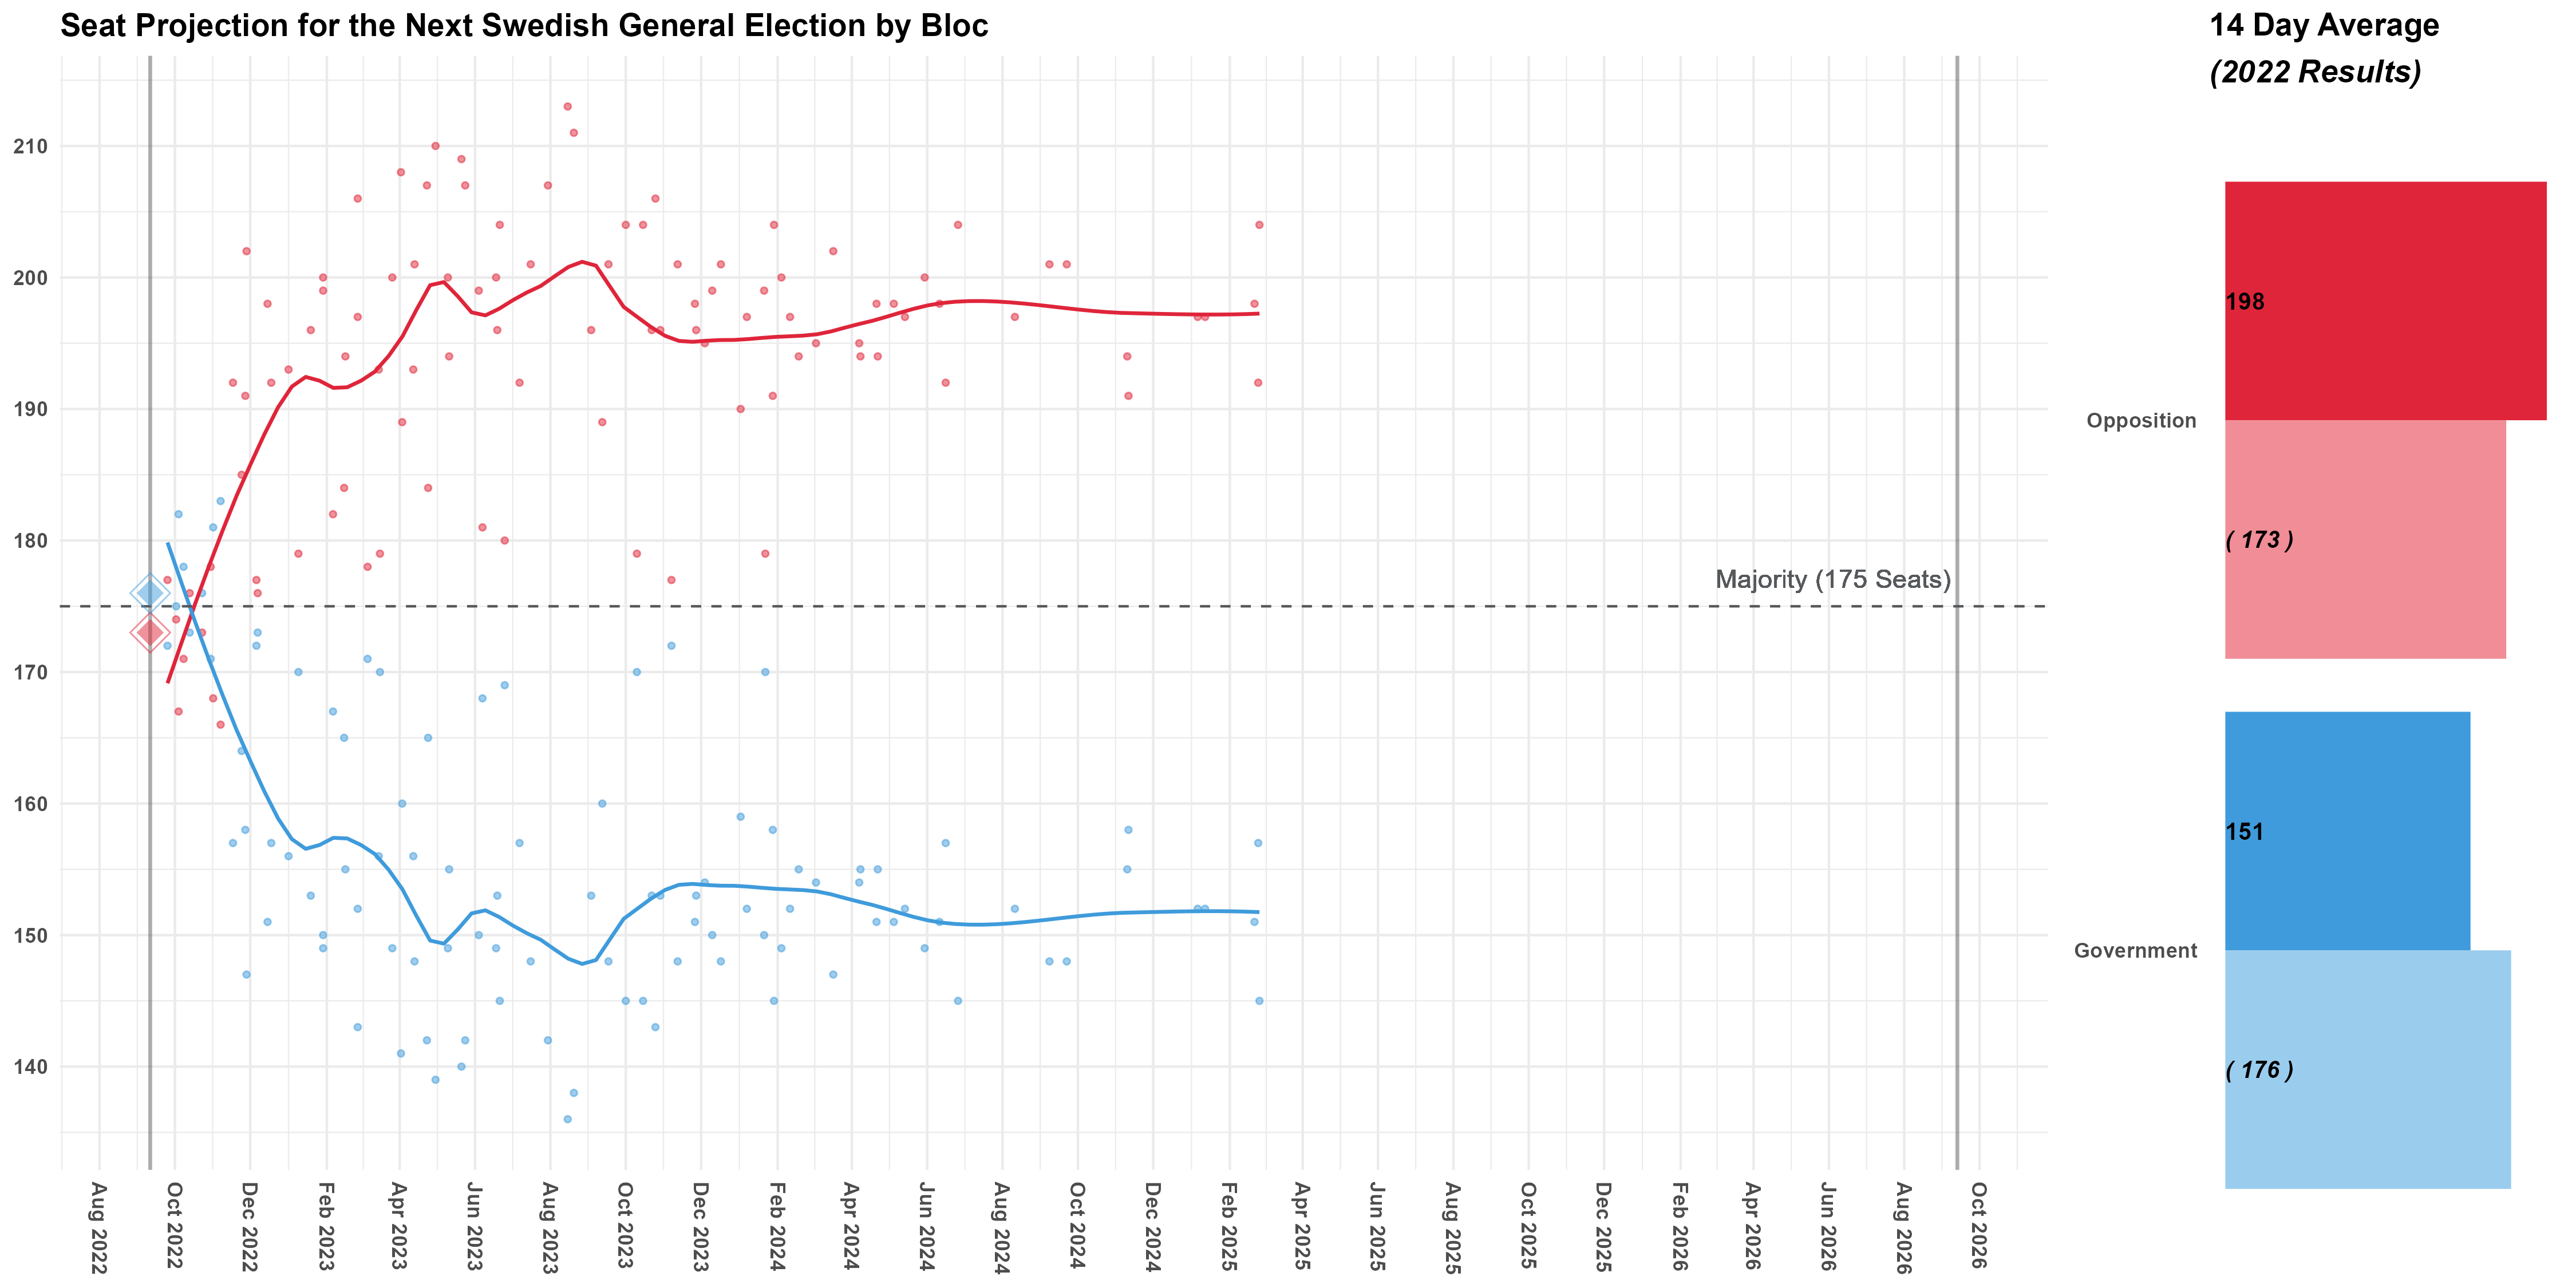 Seat Projection for the Next Swedish General Election by Bloc
210
200
190
180
170
160
150
140
Majority (175 Seats)
Aug 2022
Oct 2022
Dec 2022
Feb 2023
Apr 2023
Jun 2023
Aug 2023
Oct 2023
Dec 2023
Feb 2024
Apr 2024
Jun 2024
Aug 2024
Oct 2024
Dec 2024
Feb 2025
Apr 2025
Jun 2025
Aug 2025
Oct 2025
Dec 2025
Feb 2026
Apr 2026
Jun 2026
Aug 2026
Oct 2026
14 Day Average
(2022 Results)
Opposition
198
( 173 )
Government
151
( 176 )